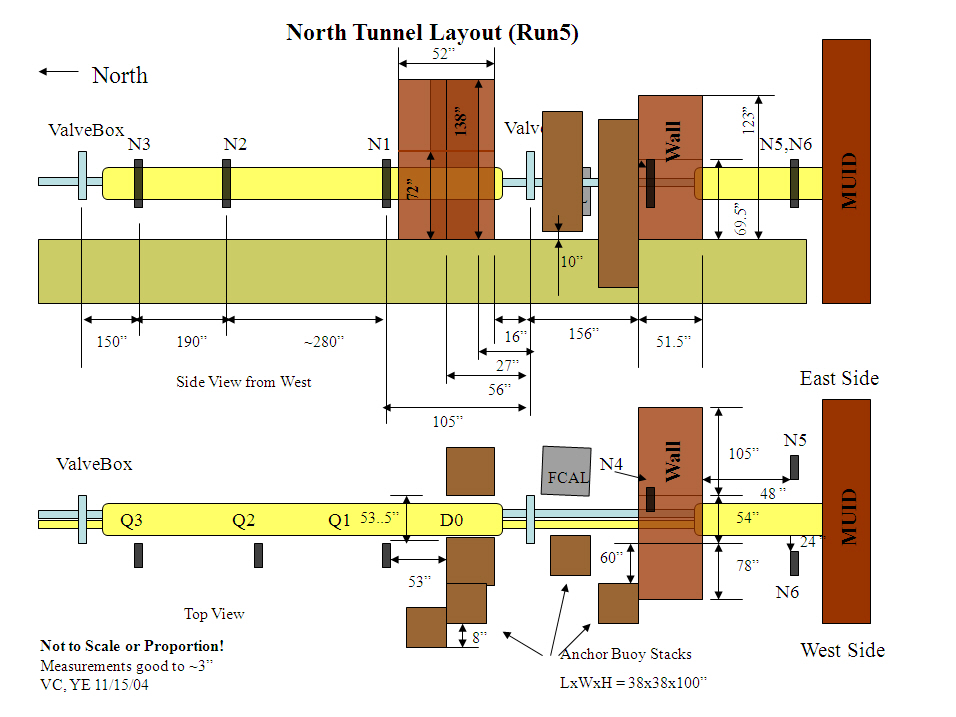 North Tunnel Layout (Run5)
52”
North
ValveBox
N3
N2
N1
138”
72”
Wall
123”
N5,N6
MUID
69.5”
10”
150”
190”
~280”
16”
156”
51.5”
27”
56”
105”
Side View from West
East Side
ValveBox
FCAL
N4
Wall
105”
N5
48 ”
Q3
Q2
Q1
53..5”
D0
54”
MUID
24 ”
53”
60”
78”
N6
Top View
8”
Not to Scale or Proportion!
Measurements good to ~3”
VC, YE 11/15/04
Anchor Buoy Stacks
LxWxH = 38x38x100”
West Side